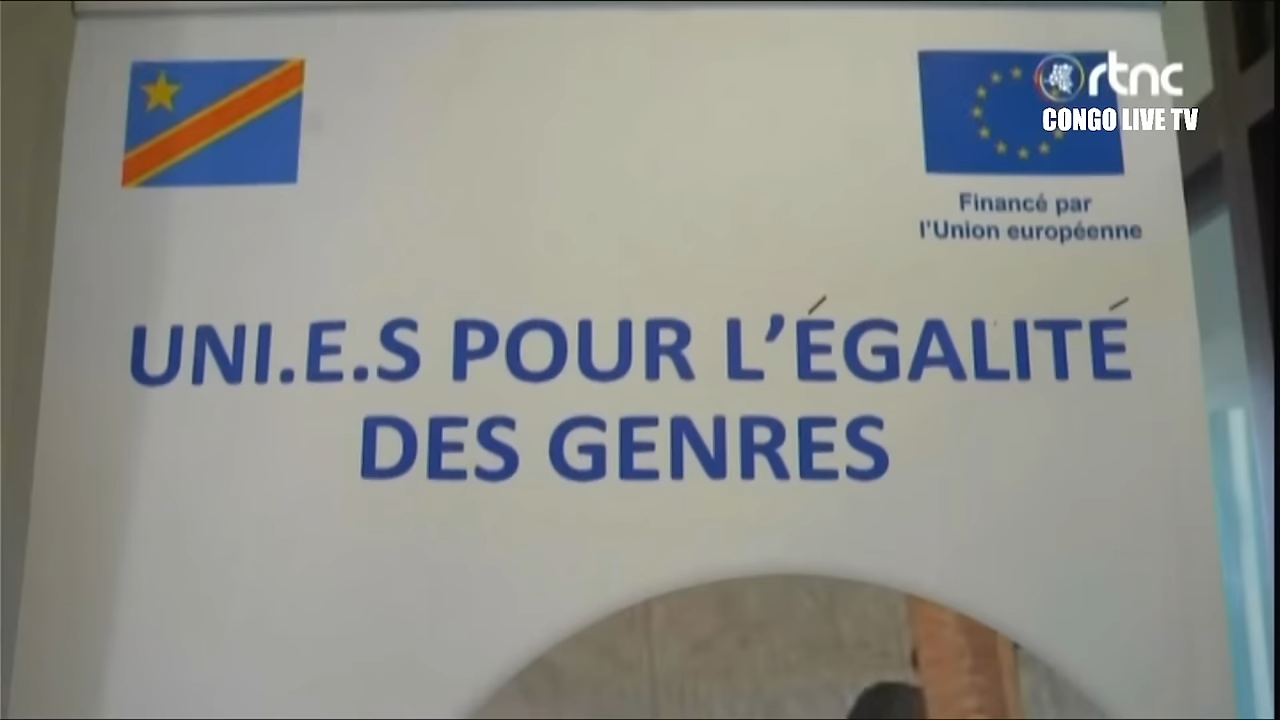 rtnc
CONGO LIVE TV
Financé par
l'Union européenne
UNI.E.S POUR L'ÉGALITÉ
DES GENRES